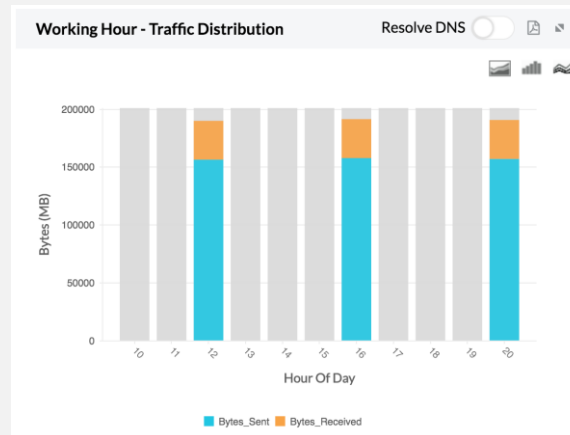 Working Hour - Traffic Distribution
Resolve DNS
200000
150000
100000
50000
0
Bytes (MB)
10 11 12 13 14 15 16 17 18 19 20
Hour Of Day
Bytes_Sent Bytes_Received